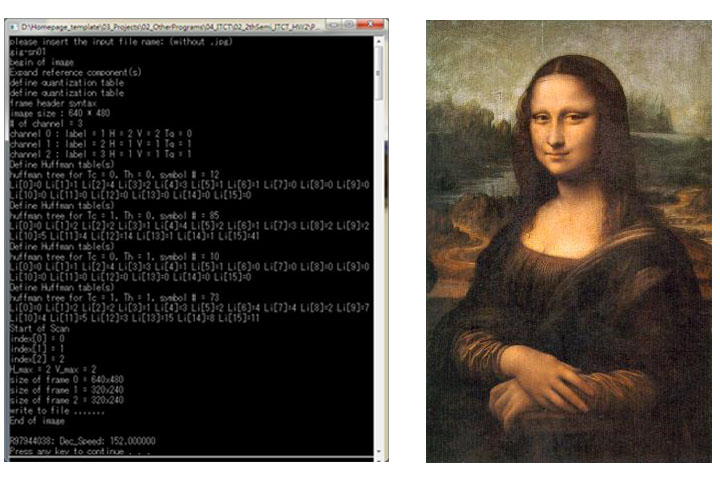 D:\Homepage_template\03_Projects\02_OtherPrograms\04_ITCT\02_2thSemi_ITCT_HW2\P...
please insert the input file name: (without .jpg)
gig-sn01
begin of image
Expand reference component(s)
define quantization table
define quantization table
frame header syntax
image size : 640 * 480
# of channel = 3
channel 0 : label = 1 H = 2 V = 2 Tq = 0
channel 1 : label = 2 H = 1 V = 1 Tq = 1
channel 2 : label = 3 H = 1 V = 1 Tq = 1
Define Huffman table(s)
huffman tree for Tc = 0, Th = 0, symbol # = 12
Li[0]=0 Li[1]=1 Li[2]=4 Li[3]=2 Li[4]=3 Li[5]=1 Li[6]=1 Li[7]=0 Li[8]=0 Li[9]=0
Li[10]=0 Li[11]=0 Li[12]=0 Li[13]=0 Li[14]=0 Li[15]=0
Define Huffman table(s)
huffman tree for Tc = 1, Th = 0, symbol # = 85
Li[0]=0 Li[1]=2 Li[2]=2 Li[3]=1 Li[4]=4 Li[5]=2 Li[6]=1 Li[7]=3 Li[8]=2 Li[9]=2
Li[10]=5 Li[11]=4 Li[12]=14 Li[13]=1 Li[14]=1 Li[15]=41
Define Huffman table(s)
huffman tree for Tc = 0, Th = 1, symbol # = 10
Li[0]=0 Li[1]=1 Li[2]=4 Li[3]=3 Li[4]=1 Li[5]=1 Li[6]=0 Li[7]=0 Li[8]=0 Li[9]=0
Li[10]=0 Li[11]=0 Li[12]=0 Li[13]=0 Li[14]=0 Li[15]=0
Define Huffman table(s)
huffman tree for Tc = 1, Th = 1, symbol # = 73
Li[0]=0 Li[1]=2 Li[2]=2 Li[3]=1 Li[4]=3 Li[5]=2 Li[6]=4 Li[7]=4 Li[8]=2 Li[9]=7
Li[10]=4 Li[11]=5 Li[12]=3 Li[13]=15 Li[14]=8 Li[15]=11
Start of Scan
index[0] = 0
index[1] = 1
index[2] = 2
H_max = 2 V_max = 2
size of frame 0 = 640x480
size of frame 1 = 320x240
size of frame 2 = 320x240
write to file .......
End of image
R97944038: Dec_Speed: 152.000000
Press any key to continue . . .